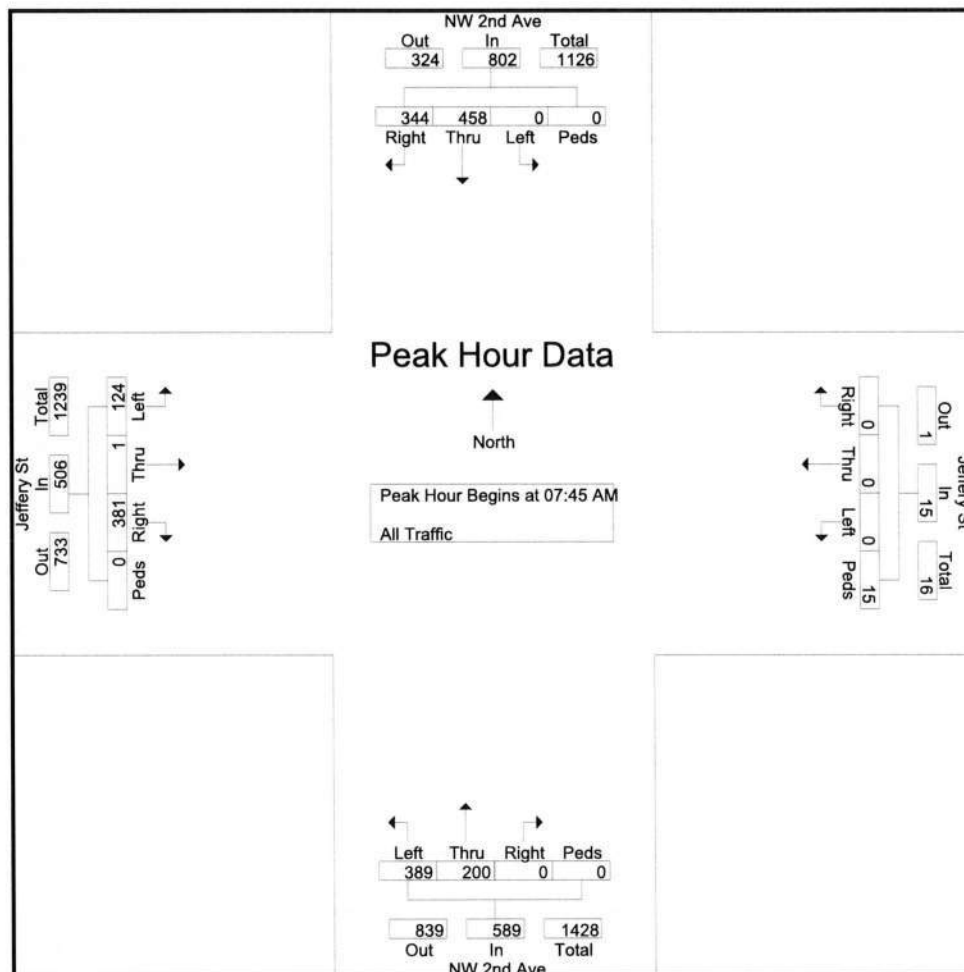 NW 2nd Ave
Out In Total
324 802 1126
344 458 0 0
Right Thru Left Peds
Peak Hour Data
North
Peak Hour Begins at 07:45 AM
All Traffic
Jeffery St
Total In Out
1239 506 733
124 1 381 0
Left Thru Right Peds
Jeffery St
Out In Total
1 15 16
0 0 0 15
Right Thru Left Peds
Left Thru Right Peds
389 200 0 0
839 589 1428
Out In Total
NW 2nd Ave